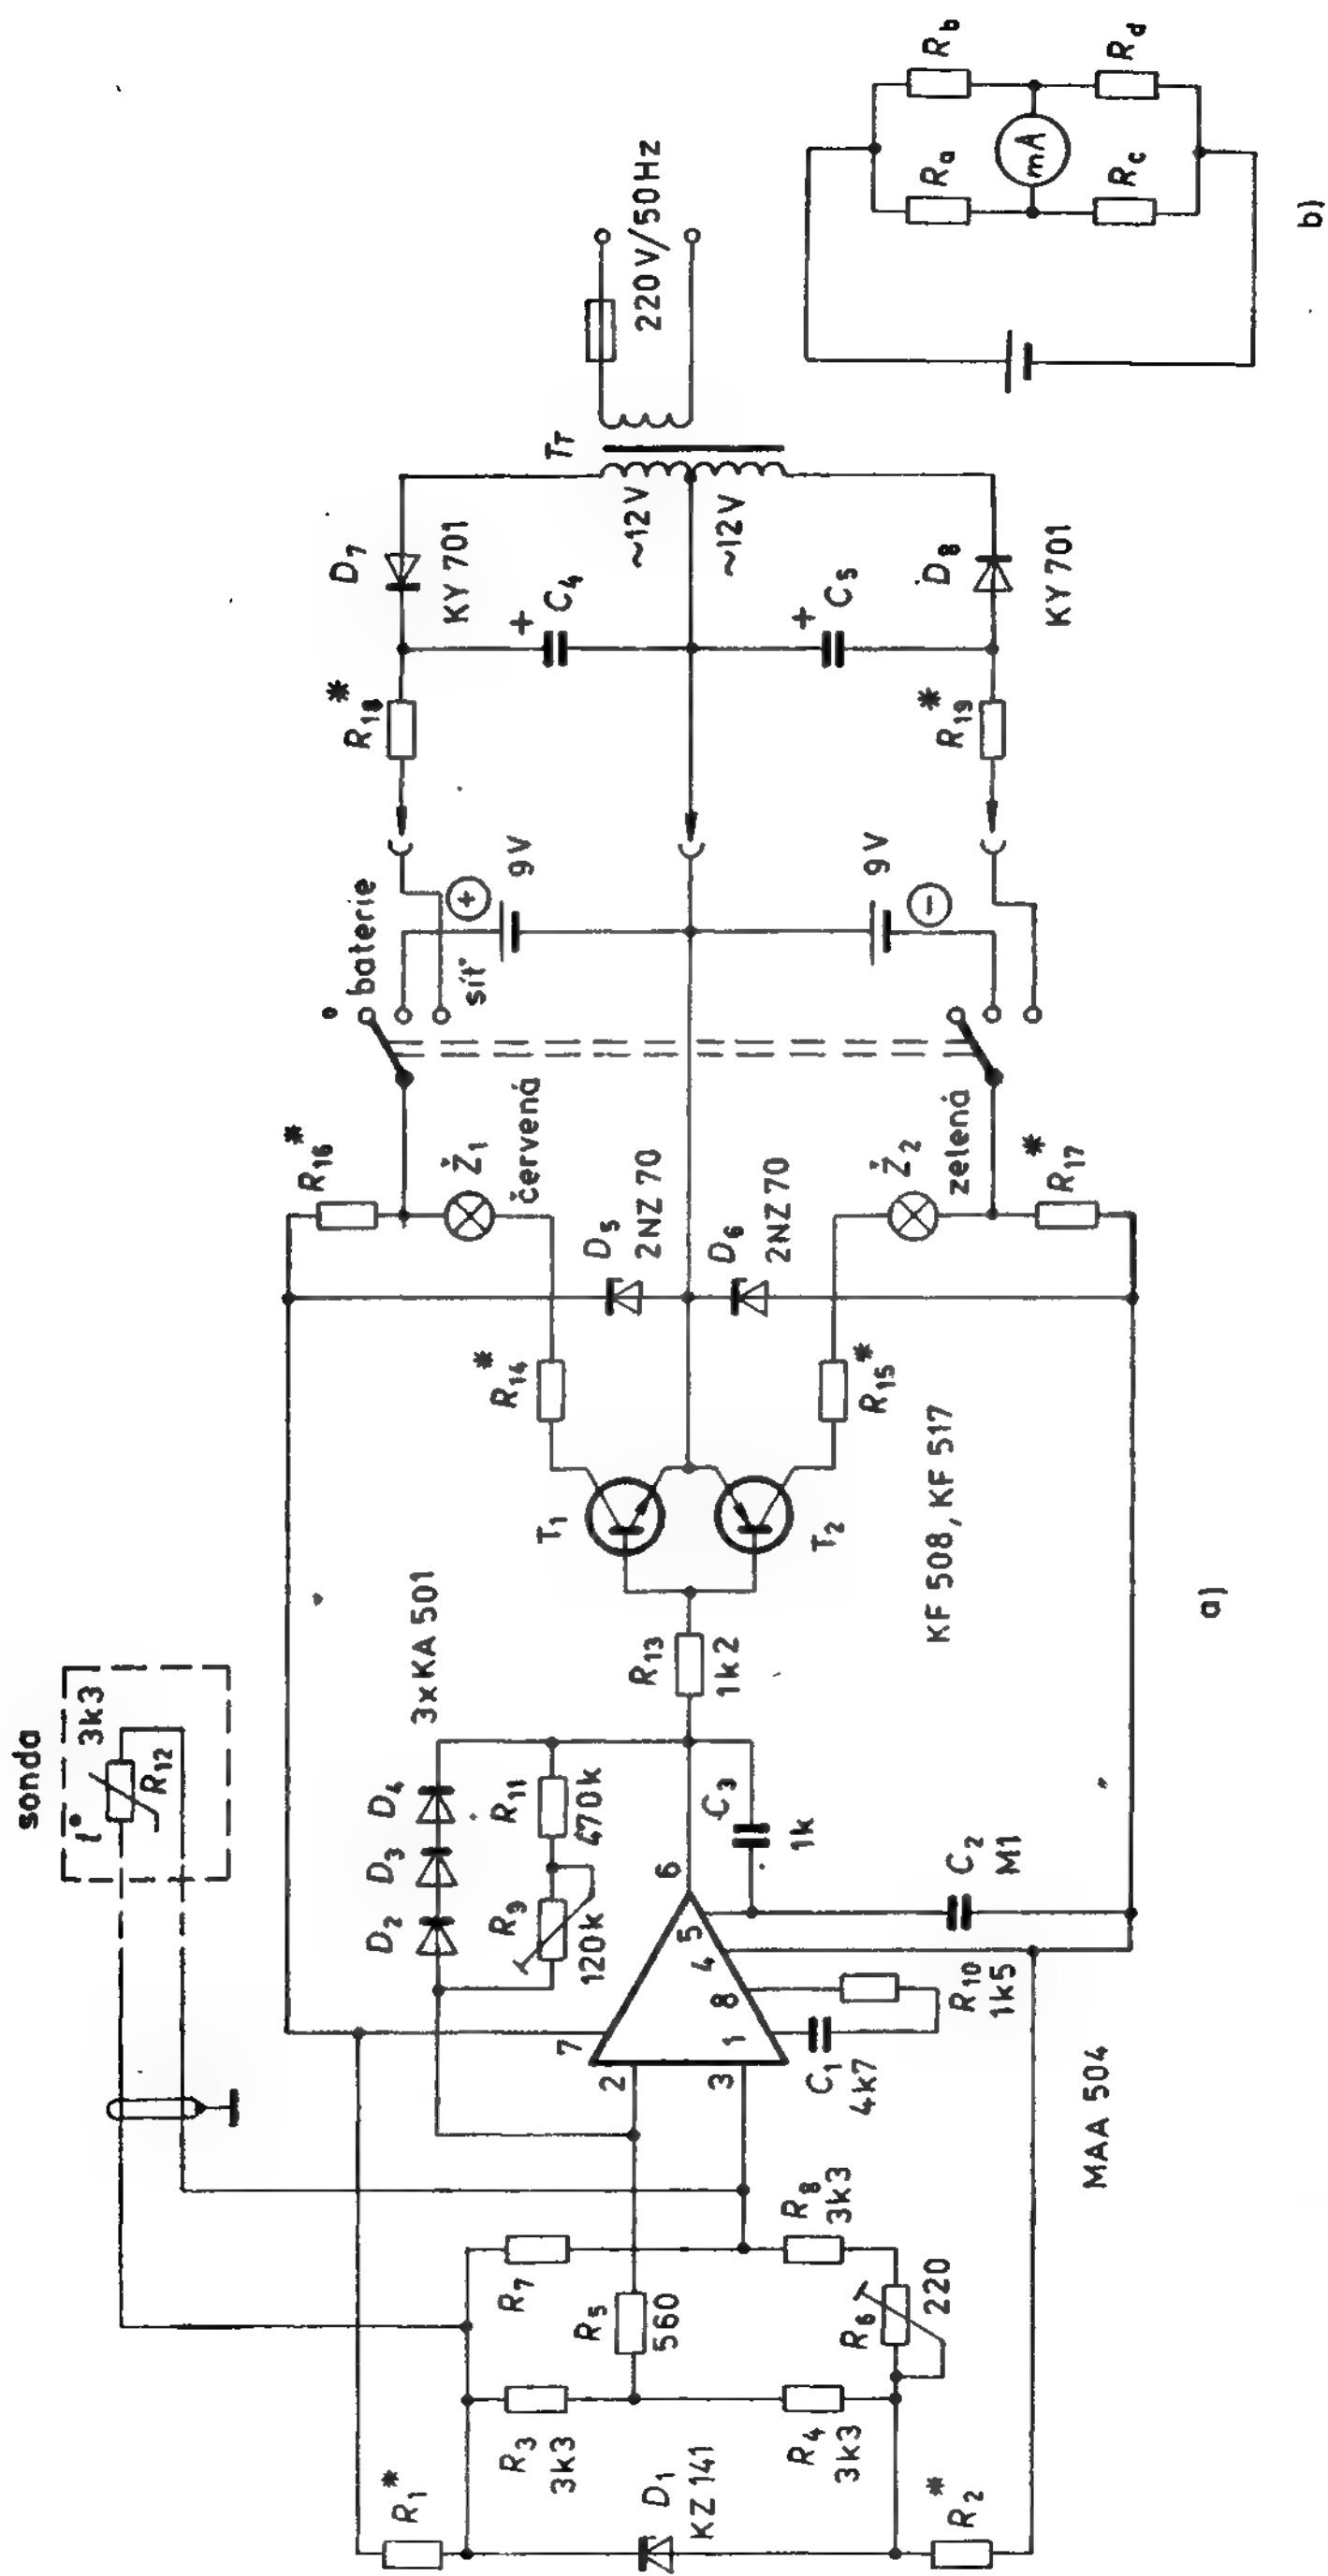 sonda
t°
3k3
R12
3xKA 501
D2
D3
D4
R9
120k
R11
470k
R1*
R3
3k3
D1
KZ 141
R4
3k3
R2*
R5
560
R7
R6
220
R8
3k3
2
3
7
1
8
4
5
6
C1
4k7
R10
1k5
MAA 504
C2
M1
C3
1k
R13
1k2
T1
T2
KF 508, KF 517
R14*
R15*
D5
2NZ 70
D6
2NZ 70
R16*
Ž1
červená
Ž2
zelená
R17*
baterie
síť
+
9V
9V
−
R18*
R19*
D7
KY 701
+
C4
+
C5
D8
KY 701
Tr
~12V
~12V
220V/50Hz
a)
Ra
Rb
mA
Rc
Rd
b)